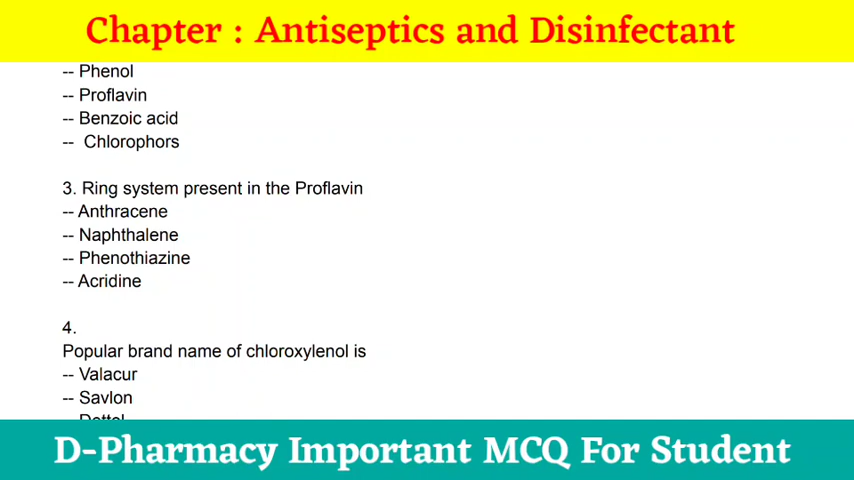 Chapter : Antiseptics and Disinfectant
-- Phenol
-- Proflavin
-- Benzoic acid
-- Chlorophors
3. Ring system present in the Proflavin
-- Anthracene
-- Naphthalene
-- Phenothiazine
-- Acridine
4.
Popular brand name of chloroxylenol is
-- Valacur
-- Savlon
-- Dettol
D-Pharmacy Important MCQ For Student